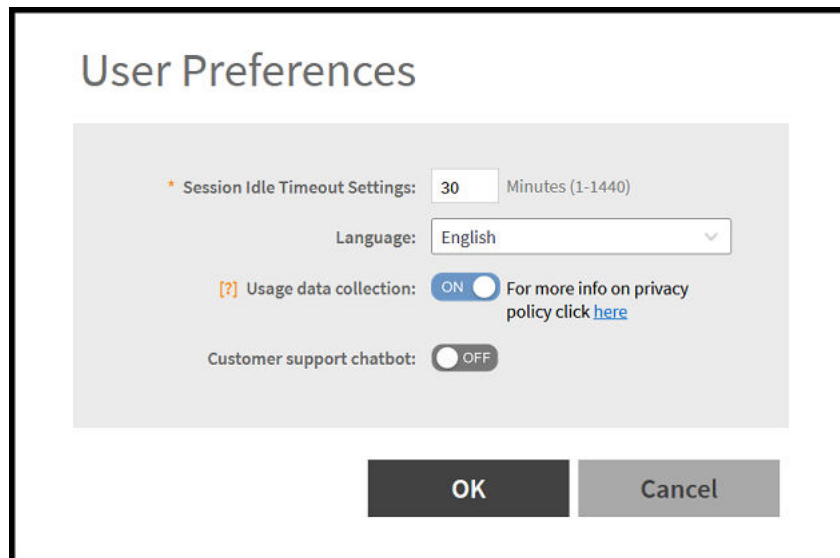 User Preferences
* Session Idle Timeout Settings: 30 Minutes (1-1440)
Language: English
[?] Usage data collection: ON For more info on privacy
policy click here
Customer support chatbot: OFF
OK Cancel